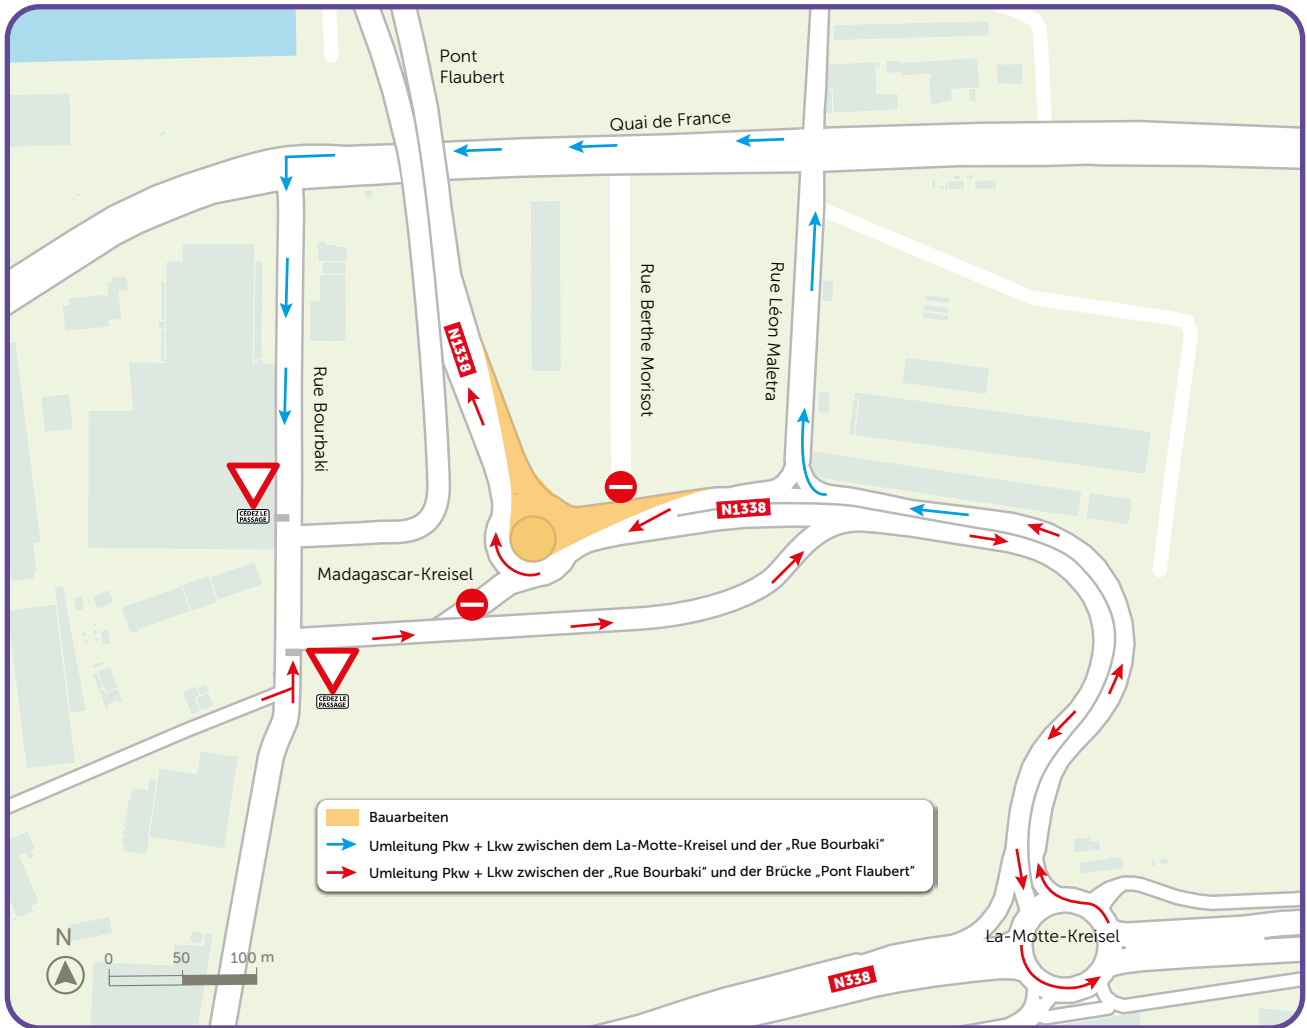 Pont
Flaubert
Quai de France
Rue Berthe Morisot
Rue Léon Maletra
N1338
Rue Bourbaki
CÉDEZ LE
PASSAGE
N1338
Madagascar-Kreisel
CÉDEZ LE
PASSAGE
Bauarbeiten
Umleitung Pkw + Lkw zwischen dem La-Motte-Kreisel und der „Rue Bourbaki“
Umleitung Pkw + Lkw zwischen der „Rue Bourbaki“ und der Brücke „Pont Flaubert“
La-Motte-Kreisel
N338
N
0 50 100 m